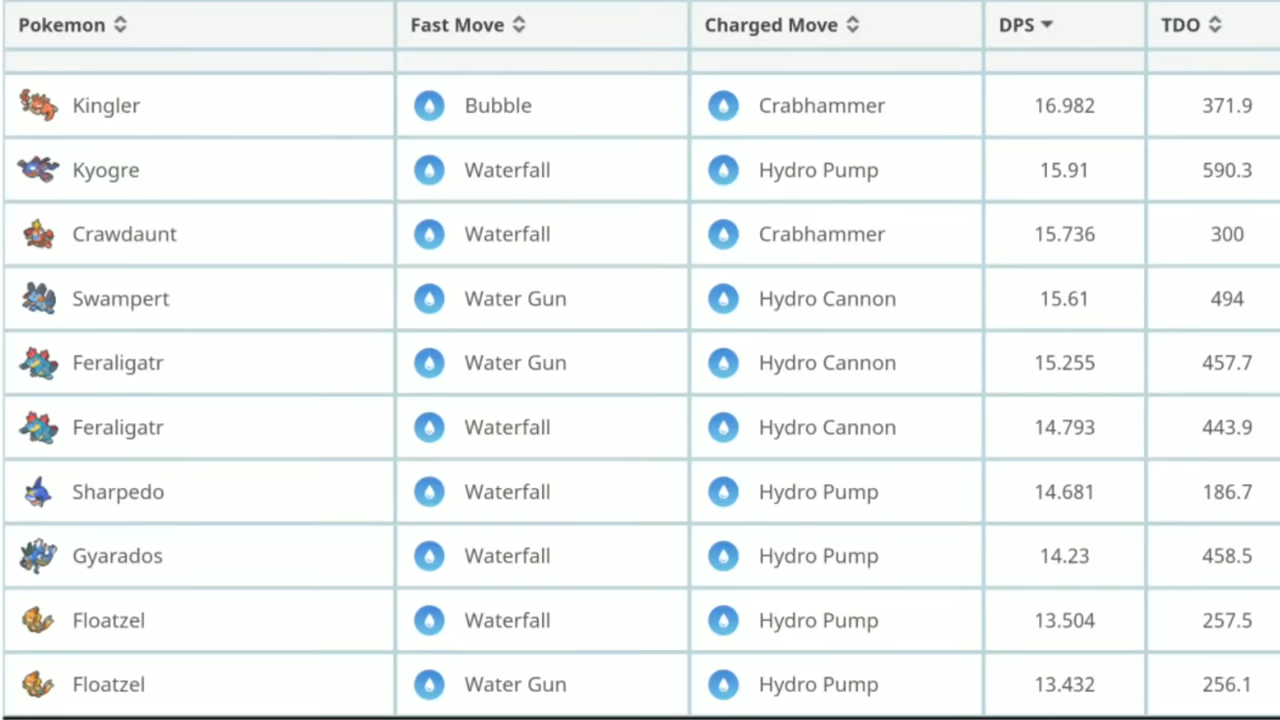 Pokemon Fast Move Charged Move DPS TDO
Kingler Bubble Crabhammer 16.982 371.9
Kyogre Waterfall Hydro Pump 15.91 590.3
Crawdaunt Waterfall Crabhammer 15.736 300
Swampert Water Gun Hydro Cannon 15.61 494
Feraligatr Water Gun Hydro Cannon 15.255 457.7
Feraligatr Waterfall Hydro Cannon 14.793 443.9
Sharpedo Waterfall Hydro Pump 14.681 186.7
Gyarados Waterfall Hydro Pump 14.23 458.5
Floatzel Waterfall Hydro Pump 13.504 257.5
Floatzel Water Gun Hydro Pump 13.432 256.1